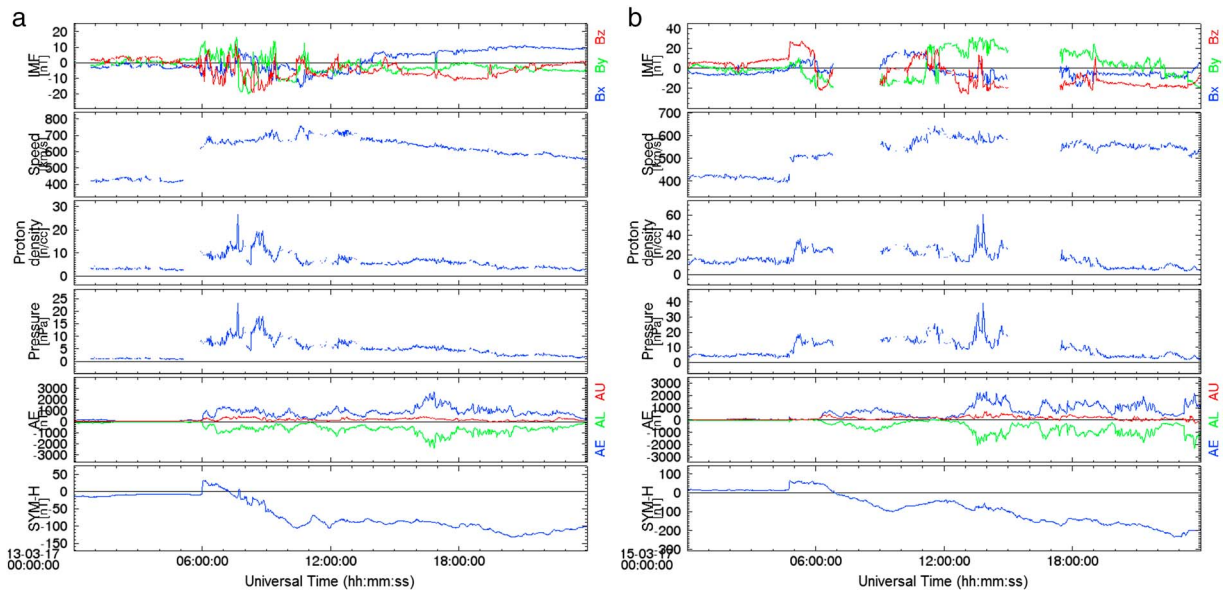 a
IMF
[nT]
20
10
0
-10
-20
Bz
By
Bx
Speed
[km/s]
800
700
600
500
400
Proton
density
[n/cc]
30
20
10
0
Pressure
[nPa]
25
20
15
10
5
0
AE
[nT]
3000
2000
1000
0
-1000
-2000
-3000
AU
AL
AE
SYM-H
[nT]
50
0
-50
-100
-150
13-03-17
00:00:00
06:00:00 12:00:00 18:00:00
Universal Time (hh:mm:ss)
b
IMF
[nT]
40
20
0
-20
Bz
By
Bx
Speed
[km/s]
700
600
500
400
Proton
density
[n/cc]
60
40
20
0
Pressure
[nPa]
40
30
20
10
0
AE
[nT]
3000
2000
1000
0
-1000
-2000
-3000
AU
AL
AE
SYM-H
[nT]
100
0
-100
-200
-300
15-03-17
00:00:00
06:00:00 12:00:00 18:00:00
Universal Time (hh:mm:ss)